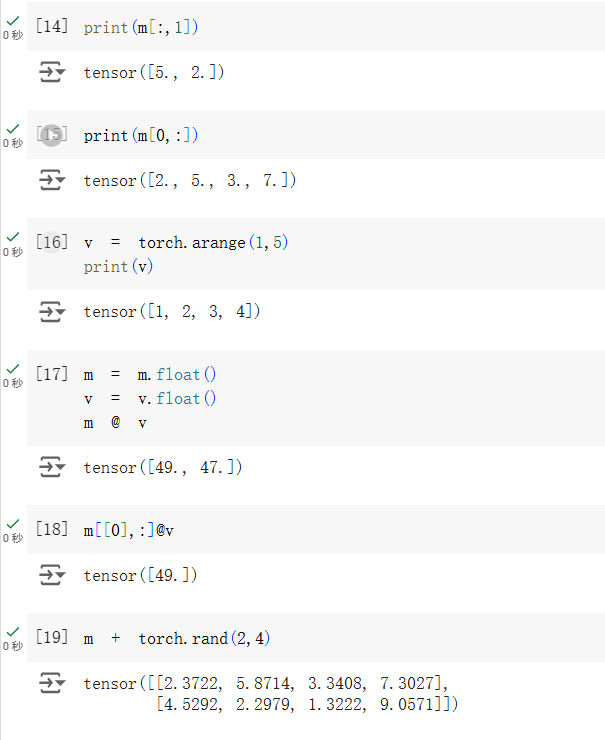 [14] print(m[:,1])
0 秒
tensor([5., 2.])
[15] print(m[0,:])
0 秒
tensor([2., 5., 3., 7.])
[16] v = torch.arange(1,5)
0 秒
print(v)
tensor([1, 2, 3, 4])
[17] m = m.float()
0 秒
v = v.float()
m @ v
tensor([49., 47.])
[18] m[[0],:]@v
0 秒
tensor([49.])
[19] m + torch.rand(2,4)
0 秒
tensor([[2.3722, 5.8714, 3.3408, 7.3027],
[4.5292, 2.2979, 1.3222, 9.0571]])